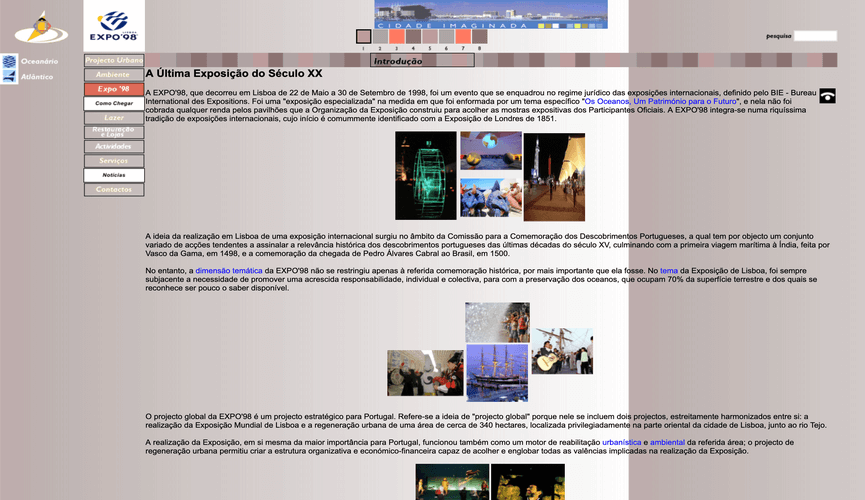 LISBOA
EXPO'98
CIDADE IMAGINADA
1 2 3 4 5 6 7 8
pesquisa
Oceanário
Atlântico
Introdução
Projecto Urbano
Ambiente
Expo '98
Como Chegar
Lazer
Restauração
e Lojas
Actividades
Serviços
Notícias
Contactos
A Última Exposição do Século XX
A EXPO'98, que decorreu em Lisboa de 22 de Maio a 30 de Setembro de 1998, foi um evento que se enquadrou no regime jurídico das exposições internacionais, definido pelo BIE - Bureau
International des Expositions. Foi uma "exposição especializada" na medida em que foi enformada por um tema específico "Os Oceanos, Um Património para o Futuro", e nela não foi
cobrada qualquer renda pelos pavilhões que a Organização da Exposição construiu para acolher as mostras expositivas dos Participantes Oficiais. A EXPO'98 integra-se numa riquíssima
tradição de exposições internacionais, cujo início é comummente identificado com a Exposição de Londres de 1851.
A ideia da realização em Lisboa de uma exposição internacional surgiu no âmbito da Comissão para a Comemoração dos Descobrimentos Portugueses, a qual tem por objecto um conjunto
variado de acções tendentes a assinalar a relevância histórica dos descobrimentos portugueses das últimas décadas do século XV, culminando com a primeira viagem marítima à Índia, feita por
Vasco da Gama, em 1498, e a comemoração da chegada de Pedro Álvares Cabral ao Brasil, em 1500.
No entanto, a dimensão temática da EXPO'98 não se restringiu apenas à referida comemoração histórica, por mais importante que ela fosse. No tema da Exposição de Lisboa, foi sempre
subjacente a necessidade de promover uma acrescida responsabilidade, individual e colectiva, para com a preservação dos oceanos, que ocupam 70% da superfície terrestre e dos quais se
reconhece ser pouco o saber disponível.
O projecto global da EXPO'98 é um projecto estratégico para Portugal. Refere-se a ideia de "projecto global" porque nele se incluem dois projectos, estreitamente harmonizados entre si: a
realização da Exposição Mundial de Lisboa e a regeneração urbana de uma área de cerca de 340 hectares, localizada privilegiadamente na parte oriental da cidade de Lisboa, junto ao rio Tejo.
A realização da Exposição, em si mesma da maior importância para Portugal, funcionou também como um motor de reabilitação urbanística e ambiental da referida área; o projecto de
regeneração urbana permitiu criar a estrutura organizativa e económico-financeira capaz de acolher e englobar todas as valências implicadas na realização da Exposição.